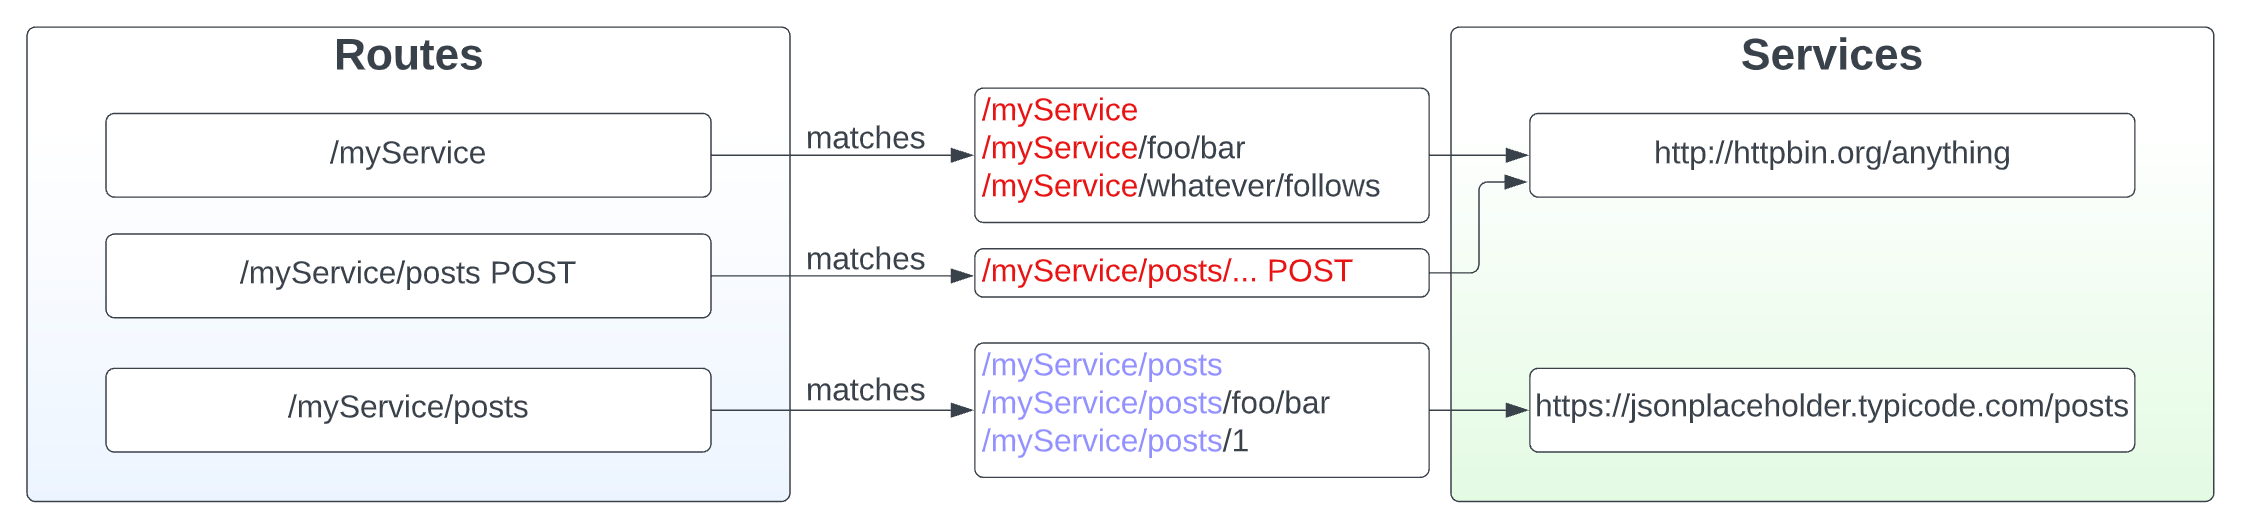 Routes
/myService
/myService/posts POST
/myService/posts
matches
matches
matches
/myService
/myService/foo/bar
/myService/whatever/follows
/myService/posts/... POST
/myService/posts
/myService/posts/foo/bar
/myService/posts/1
Services
http://httpbin.org/anything
https://jsonplaceholder.typicode.com/posts